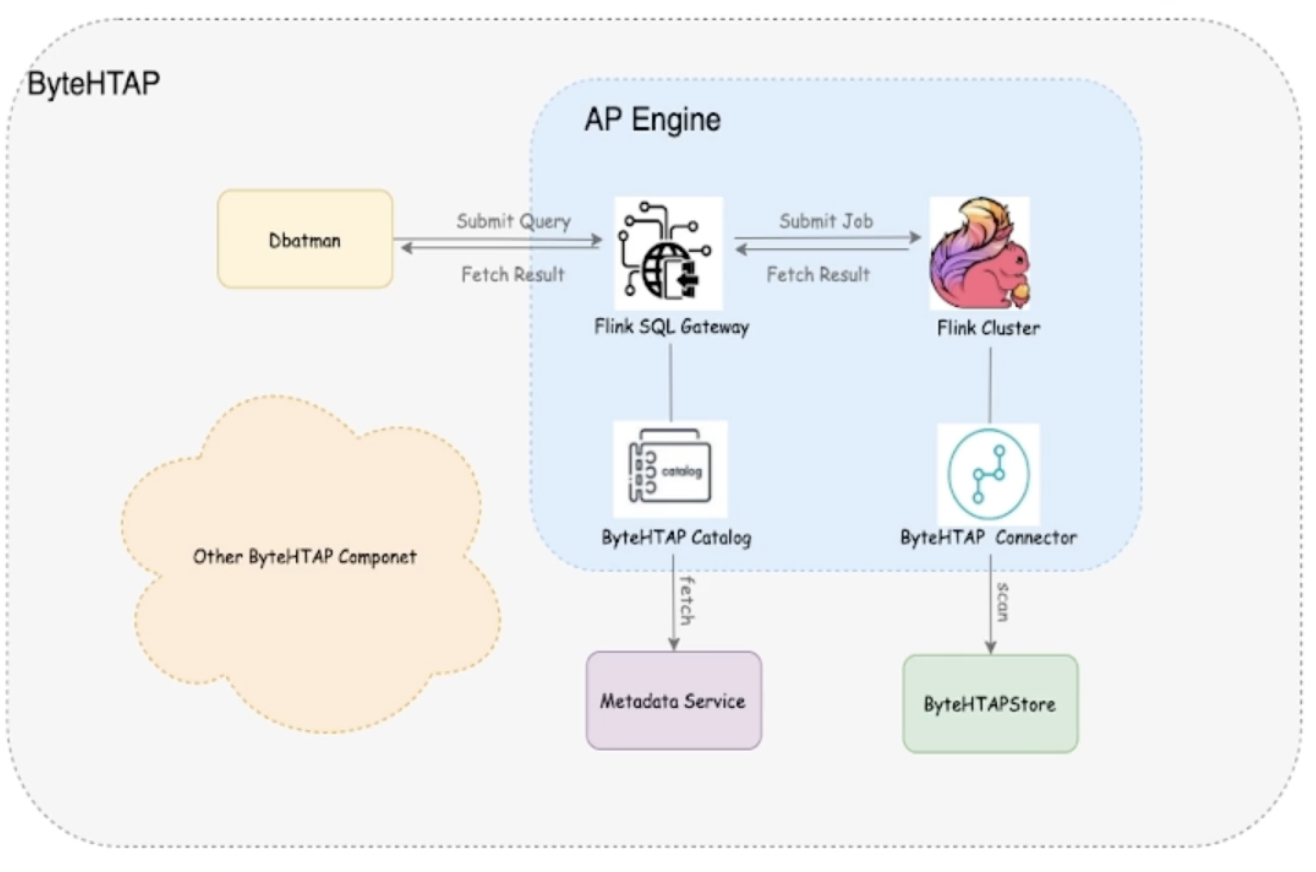 ByteHTAP
AP Engine
Dbatman
Submit Query
Fetch Result
Submit Job
Fetch Result
Flink SQL Gateway
Flink Cluster
catalog
ByteHTAP Catalog
ByteHTAP Connector
Other ByteHTAP Componet
fetch
scan
Metadata Service
ByteHTAPStore